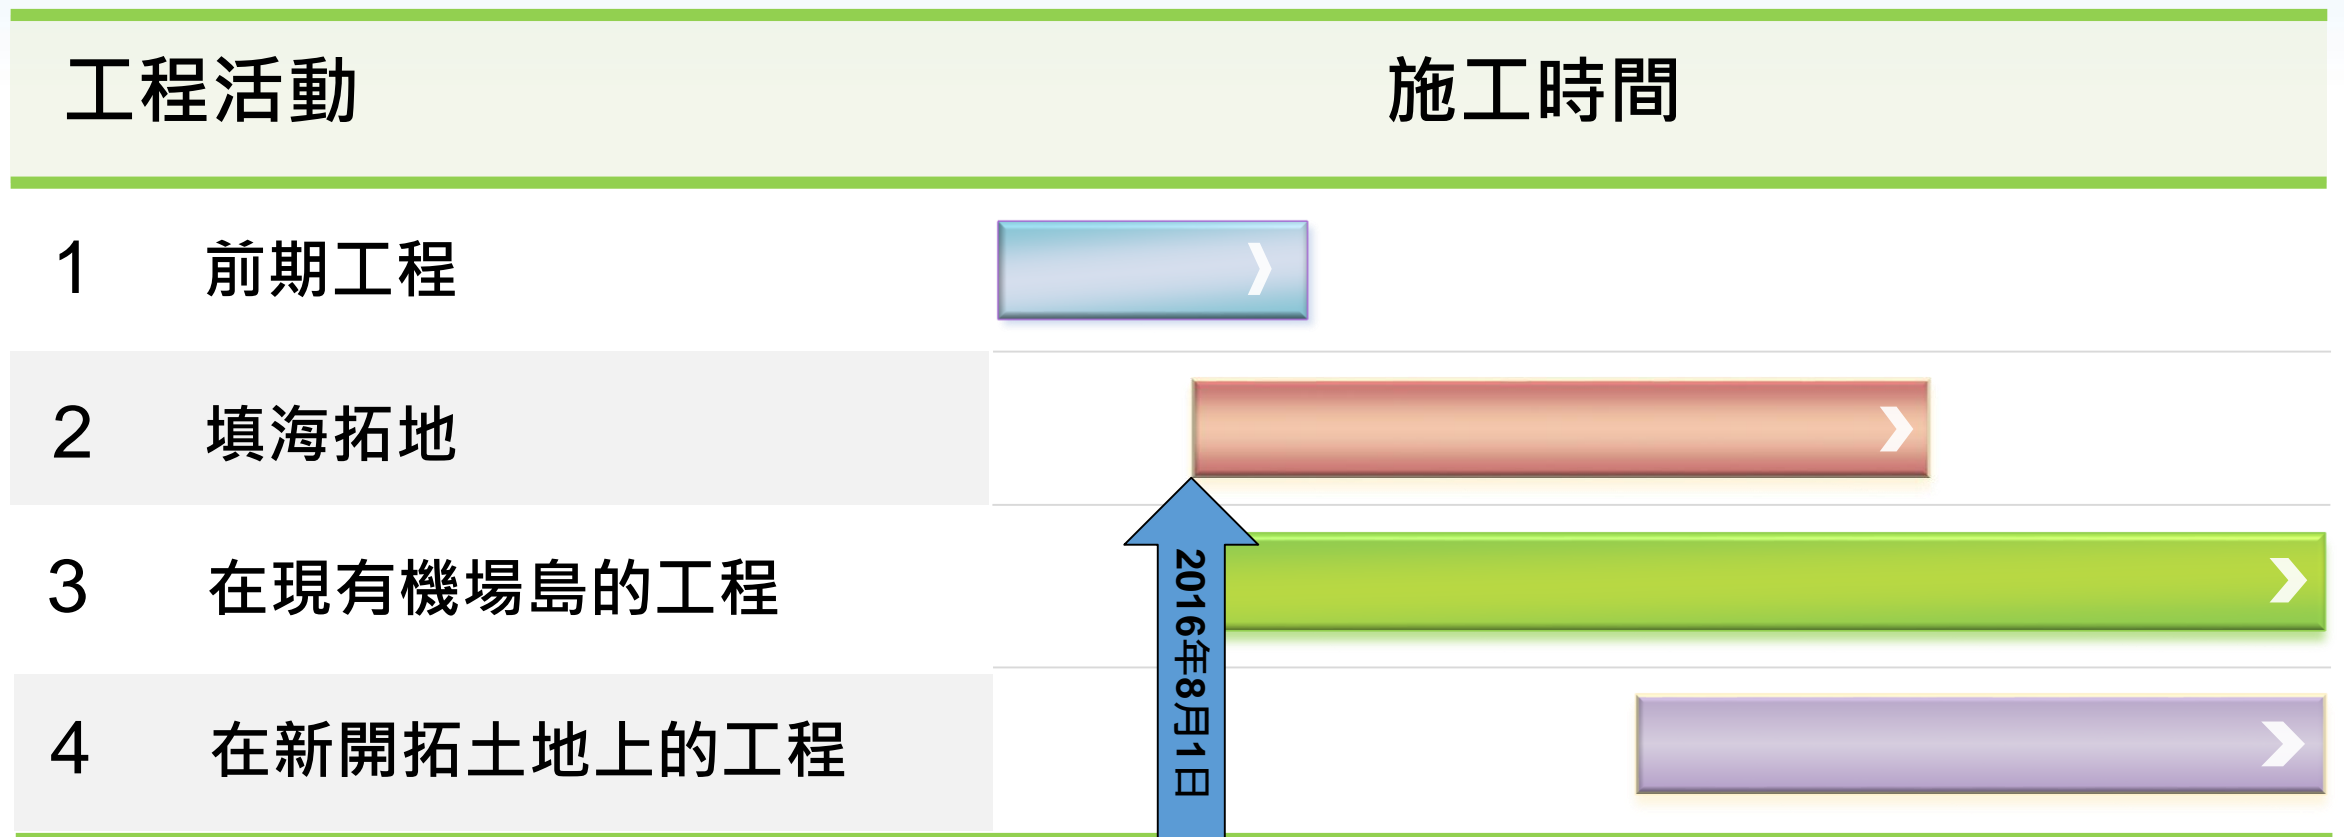 工程活動 施工時間
1 前期工程
2 填海拓地
3 在現有機場島的工程
4 在新開拓土地上的工程
2016年8月1日